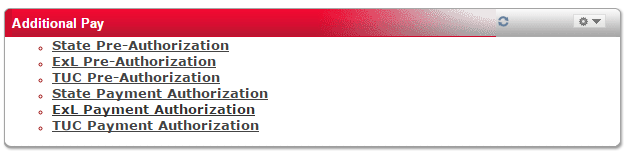 Additional Pay
State Pre-Authorization
ExL Pre-Authorization
TUC Pre-Authorization
State Payment Authorization
ExL Payment Authorization
TUC Payment Authorization